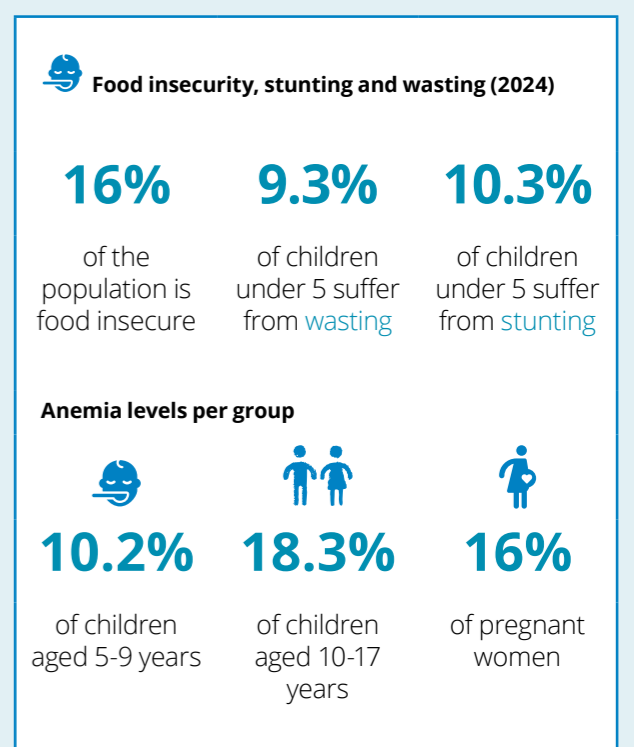 Food insecurity, stunting and wasting (2024)
16%
of the
population is
food insecure
9.3%
of children
under 5 suffer
from wasting
10.3%
of children
under 5 suffer
from stunting
Anemia levels per group
10.2%
of children
aged 5-9 years
18.3%
of children
aged 10-17
years
16%
of pregnant
women